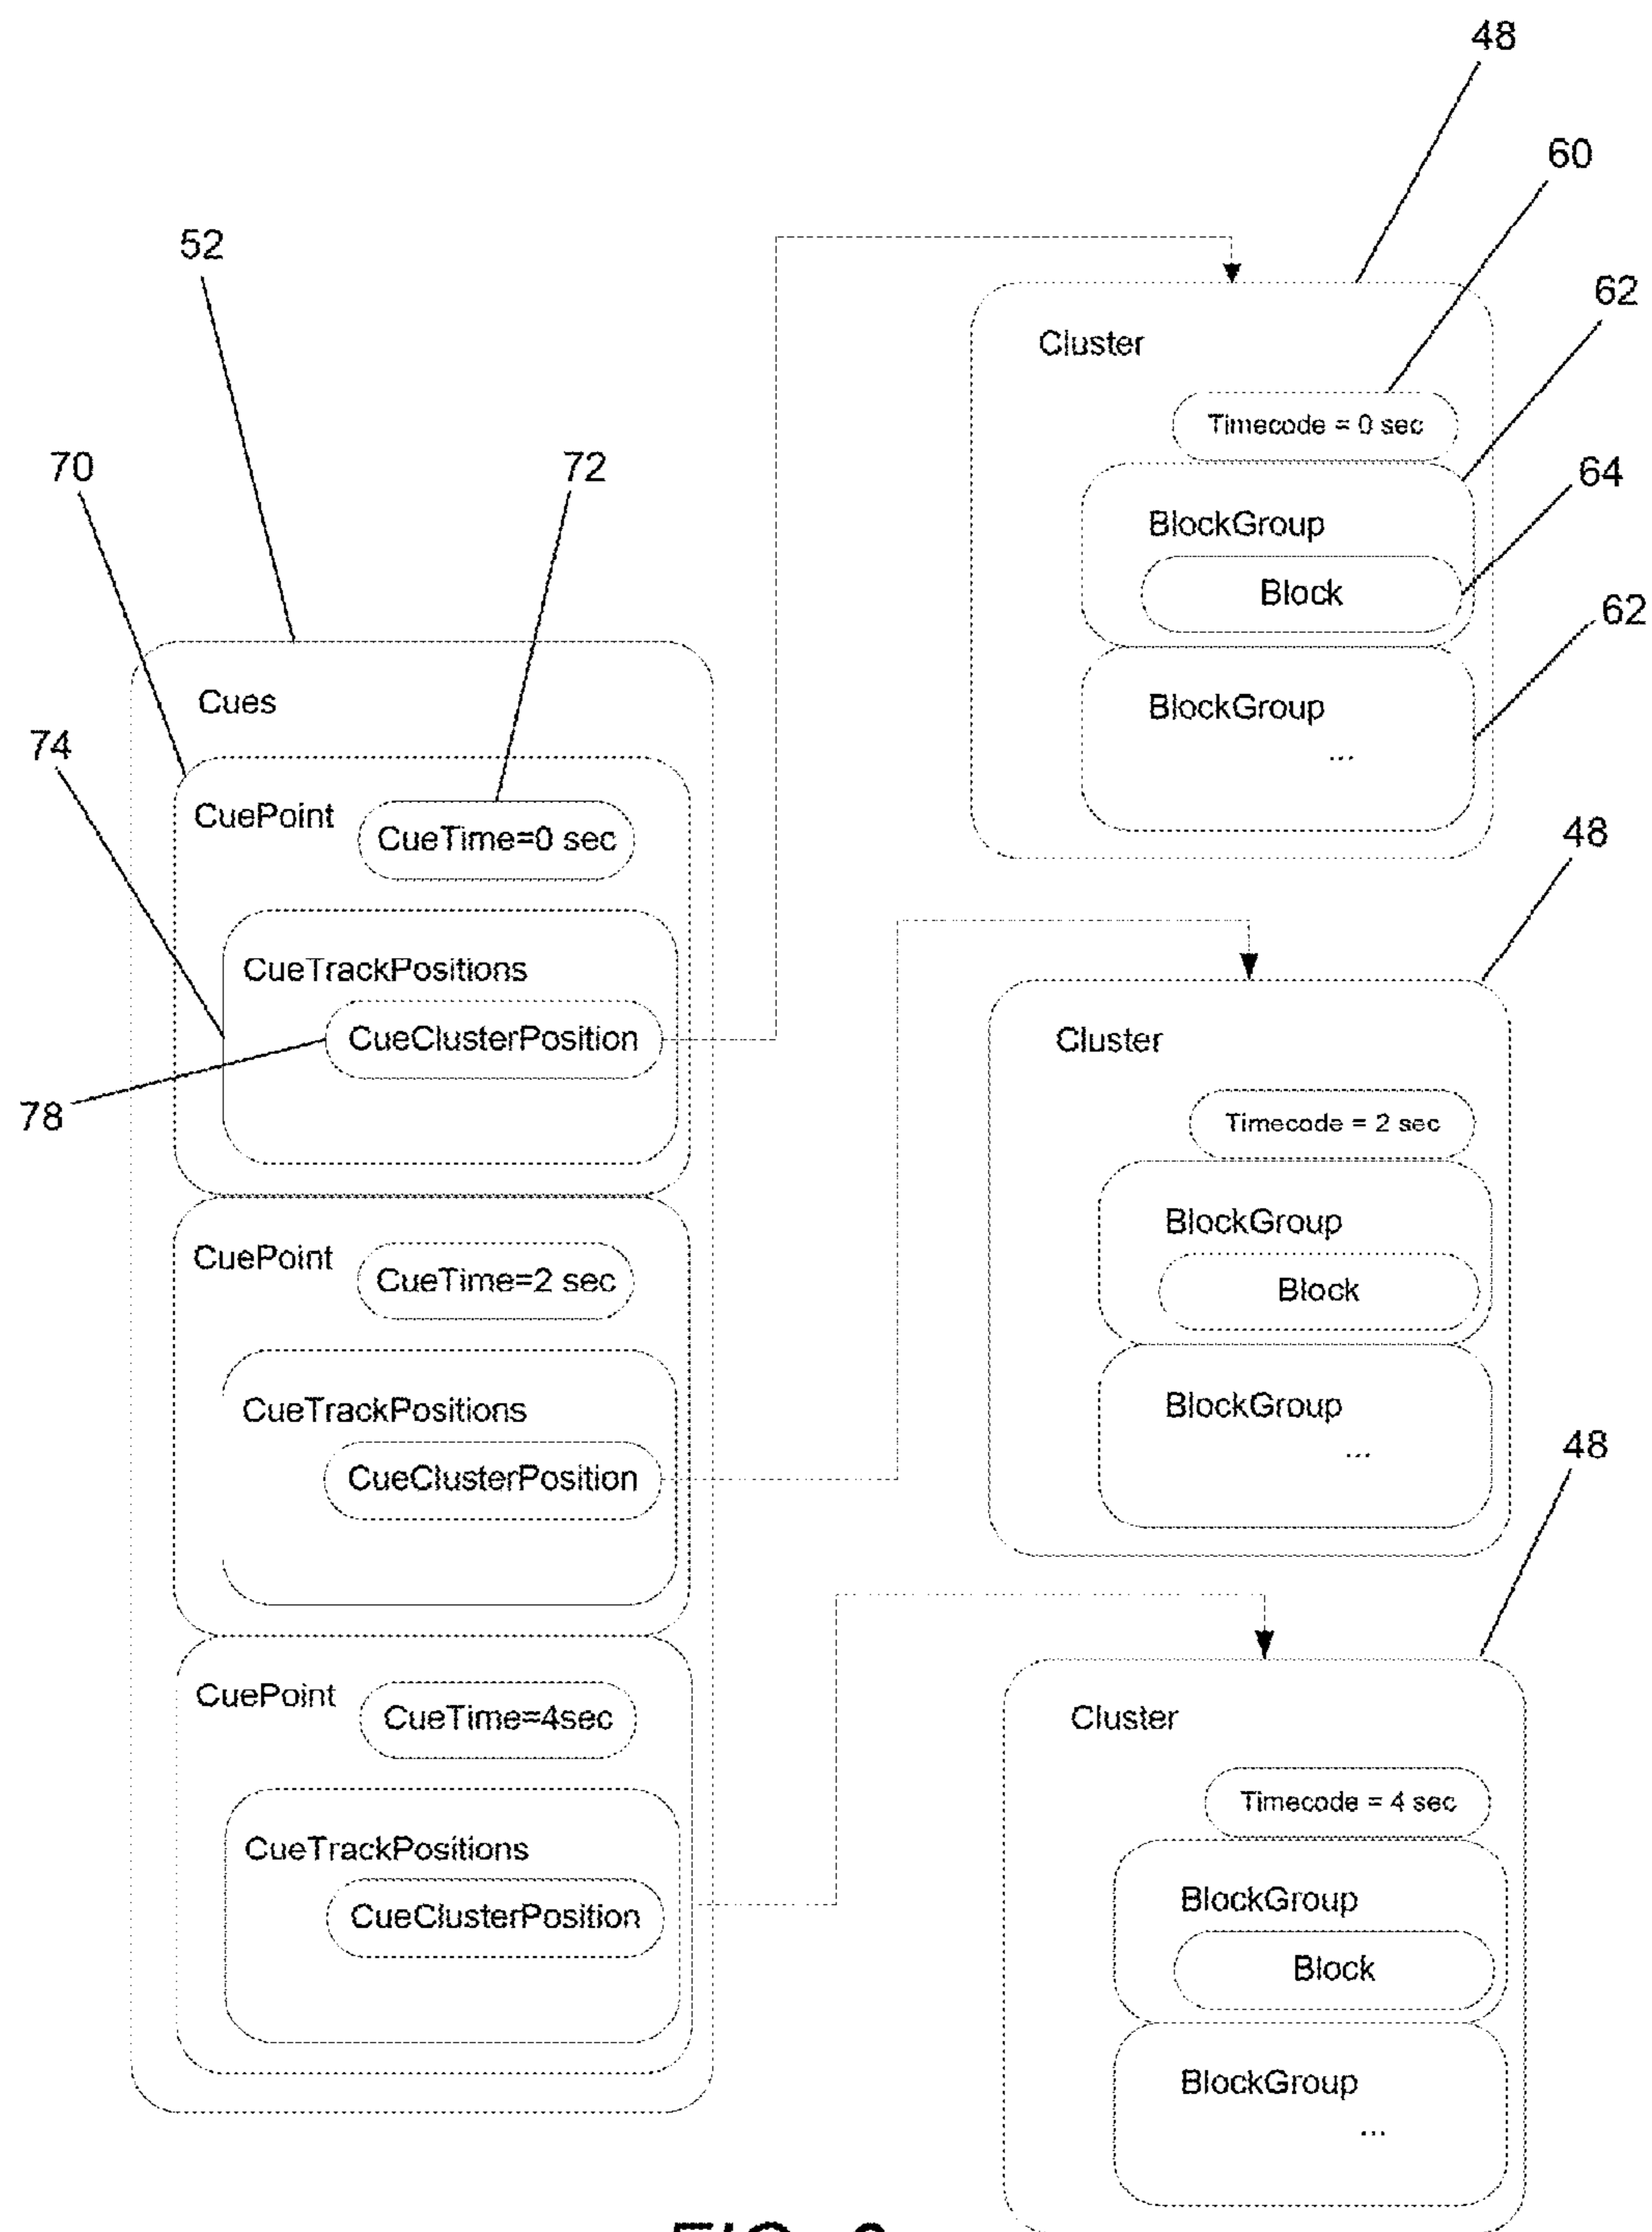 48
60
52
62
Cluster
Timecode = 0 sec
70
72
64
BlockGroup
Block
62
Cues
BlockGroup
...
74
CuePoint
CueTime=0 sec
48
CueTrackPositions
CueClusterPosition
Cluster
78
Timecode = 2 sec
BlockGroup
CuePoint
CueTime=2 sec
Block
CueTrackPositions
BlockGroup
...
48
CueClusterPosition
CuePoint
CueTime=4sec
Cluster
Timecode = 4 sec
CueTrackPositions
BlockGroup
CueClusterPosition
Block
BlockGroup
...